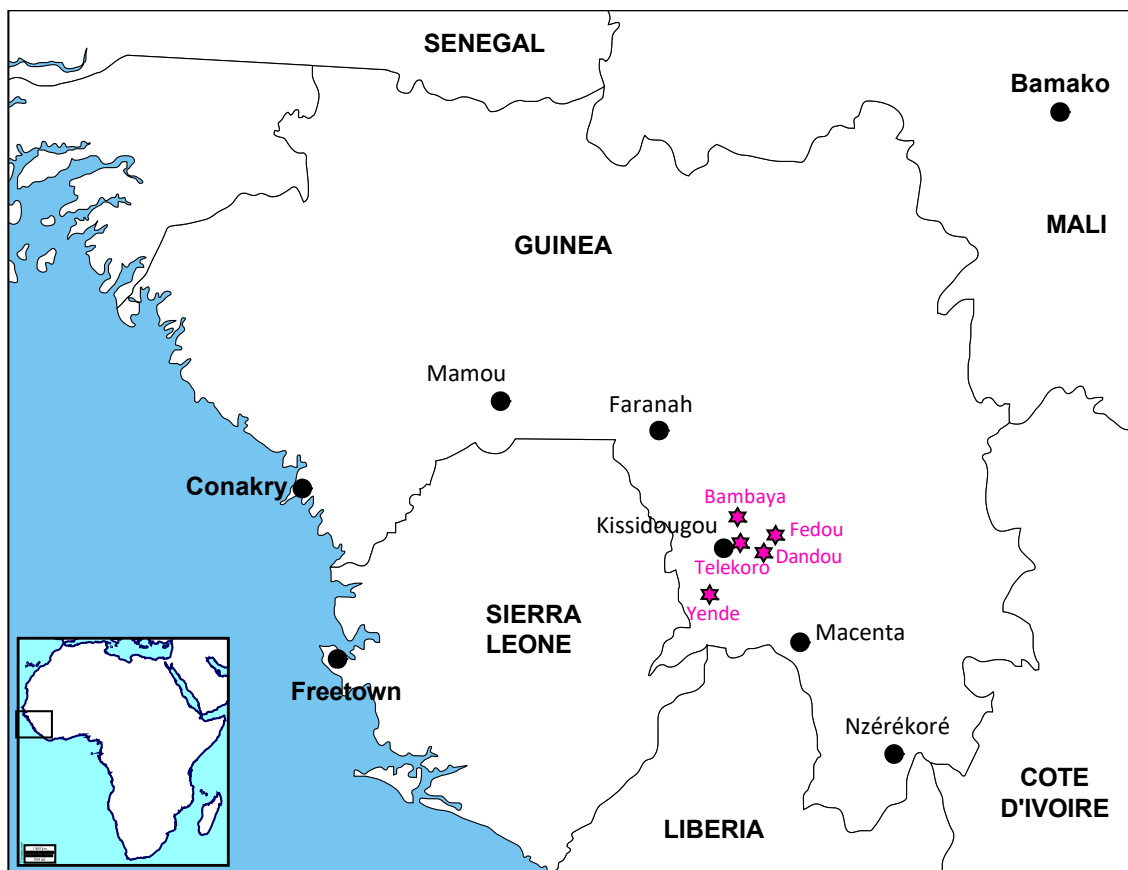 SENEGAL
Bamako
MALI
GUINEA
Mamou
Faranah
Conakry
Bambaya
Kissidougou
Fedou
Dandou
Telekoro
Yende
SIERRA
LEONE
Macenta
Freetown
Nzérékoré
COTE
D'IVOIRE
LIBERIA